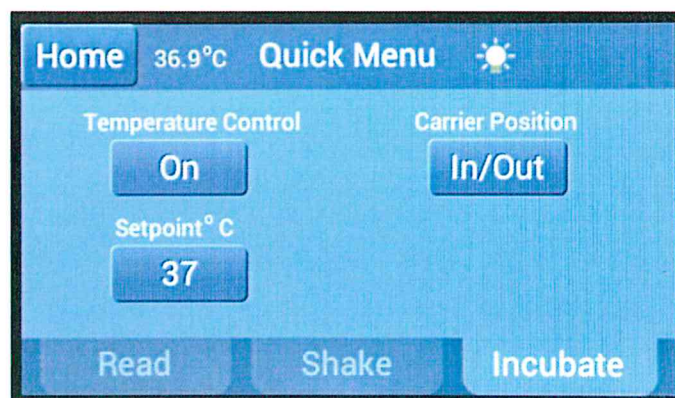 Home 36.9°C Quick Menu
Temperature Control Carrier Position
On In/Out
Setpoint° C
37
Read Shake Incubate